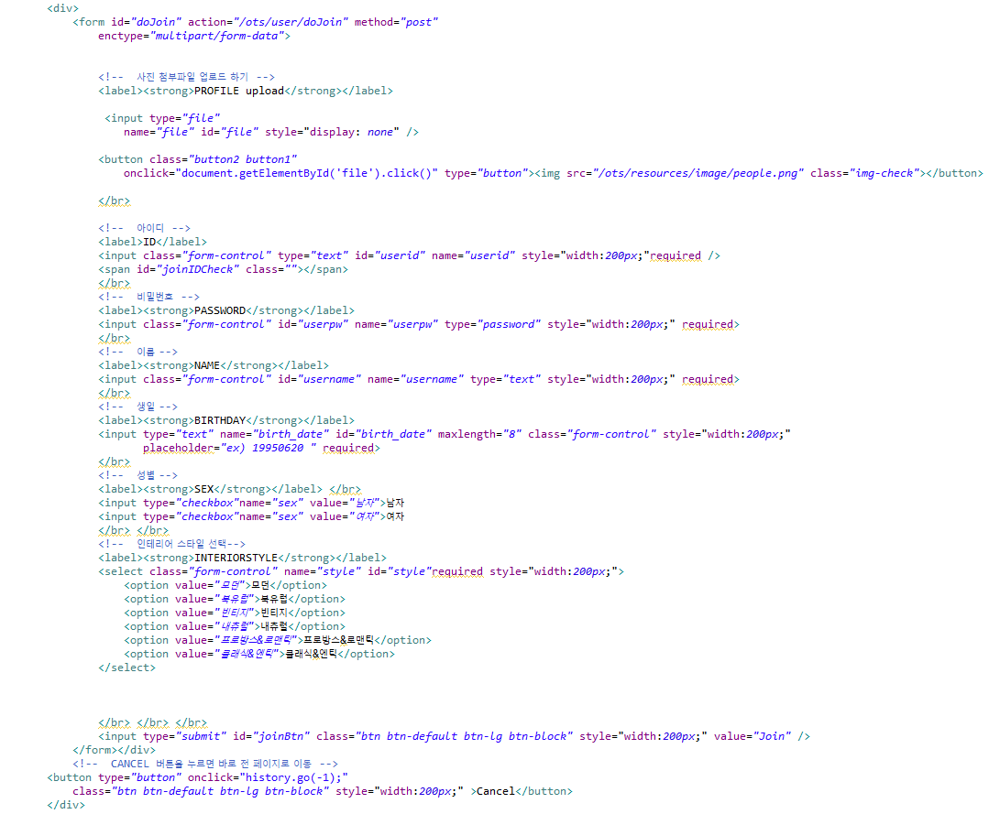 <div>
<form id="doJoin" action="/ots/user/doJoin" method="post"
enctype="multipart/form-data">
<!-- 사진 첨부파일 업로드 하기 -->
<label><strong>PROFILE upload</strong></label>
<input type="file"
name="file" id="file" style="display: none" />
<button class="button2 button1"
onclick="document.getElementById('file').click()" type="button"><img src="/ots/resources/image/people.png" class="img-check"></button>
</br>
<!-- 아이디 -->
<label>ID</label>
<input class="form-control" type="text" id="userid" name="userid" style="width:200px;"required />
<span id="joinIDCheck" class=""></span>
</br>
<!-- 비밀번호 -->
<label><strong>PASSWORD</strong></label>
<input class="form-control" id="userpw" name="userpw" type="password" style="width:200px;" required>
</br>
<!-- 이름 -->
<label><strong>NAME</strong></label>
<input class="form-control" id="username" name="username" type="text" style="width:200px;" required>
</br>
<!-- 생일 -->
<label><strong>BIRTHDAY</strong></label>
<input type="text" name="birth_date" id="birth_date" maxlength="8" class="form-control" style="width:200px;"
placeholder="ex) 19950620 " required>
</br>
<!-- 성별 -->
<label><strong>SEX</strong></label> </br>
<input type="checkbox"name="sex" value="남자">남자
<input type="checkbox"name="sex" value="여자">여자
</br> </br>
<!-- 인테리어 스타일 선택-->
<label><strong>INTERIORSTYLE</strong></label>
<select class="form-control" name="style" id="style"required style="width:200px;">
<option value="모던">모던</option>
<option value="북유럽">북유럽</option>
<option value="빈티지">빈티지</option>
<option value="내츄럴">내츄럴</option>
<option value="프로방스&로맨틱">프로방스&로맨틱</option>
<option value="클래식&엔틱">클래식&엔틱</option>
</select>
</br> </br> </br>
<input type="submit" id="joinBtn" class="btn btn-default btn-lg btn-block" style="width:200px;" value="Join" />
</form></div>
<!-- CANCEL 버튼을 누르면 바로 전 페이지로 이동 -->
<button type="button" onclick="history.go(-1);"
class="btn btn-default btn-lg btn-block" style="width:200px;" >Cancel</button>
</div>